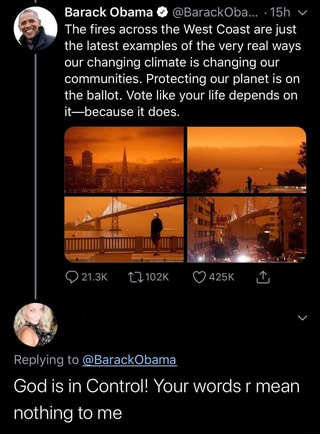 Barack Obama @BarackOba... · 15h
The fires across the West Coast are just
the latest examples of the very real ways
our changing climate is changing our
communities. Protecting our planet is on
the ballot. Vote like your life depends on
it—because it does.
21.3K 102K 425K
Replying to @BarackObama
God is in Control! Your words r mean
nothing to me